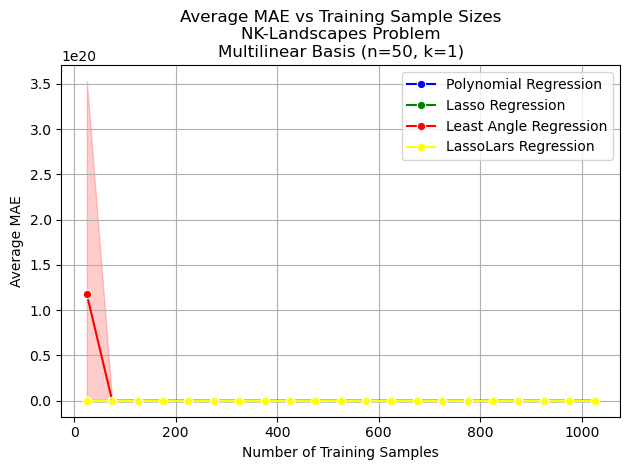 Average MAE vs Training Sample Sizes
NK-Landscapes Problem
Multilinear Basis (n=50, k=1)
1e20
Polynomial Regression
Lasso Regression
Least Angle Regression
LassoLars Regression
3.5
3.0
2.5
2.0
1.5
1.0
0.5
0.0
Average MAE
0
200
400
600
800
1000
Number of Training Samples